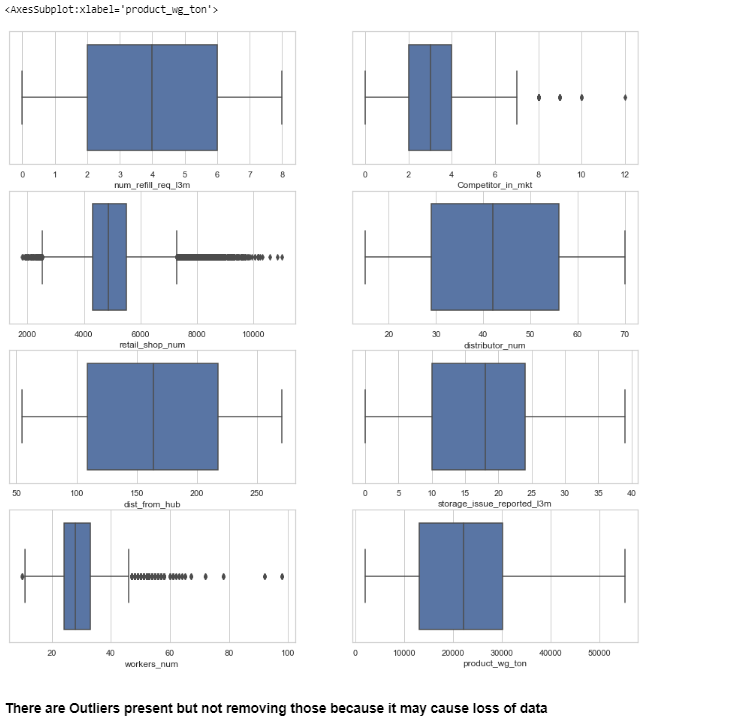 <AxesSubplot:xlabel='product_wg_ton'>
0 1 2 3 4 5 6 7 8
num_refill_req_l3m
0 2 4 6 8 10 12
Competitor_in_mkt
2000 4000 6000 8000 10000
retail_shop_num
20 30 40 50 60 70
distributor_num
50 100 150 200 250
dist_from_hub
0 5 10 15 20 25 30 35 40
storage_issue_reported_l3m
20 40 60 80 100
workers_num
0 10000 20000 30000 40000 50000
product_wg_ton
There are Outliers present but not removing those because it may cause loss of data